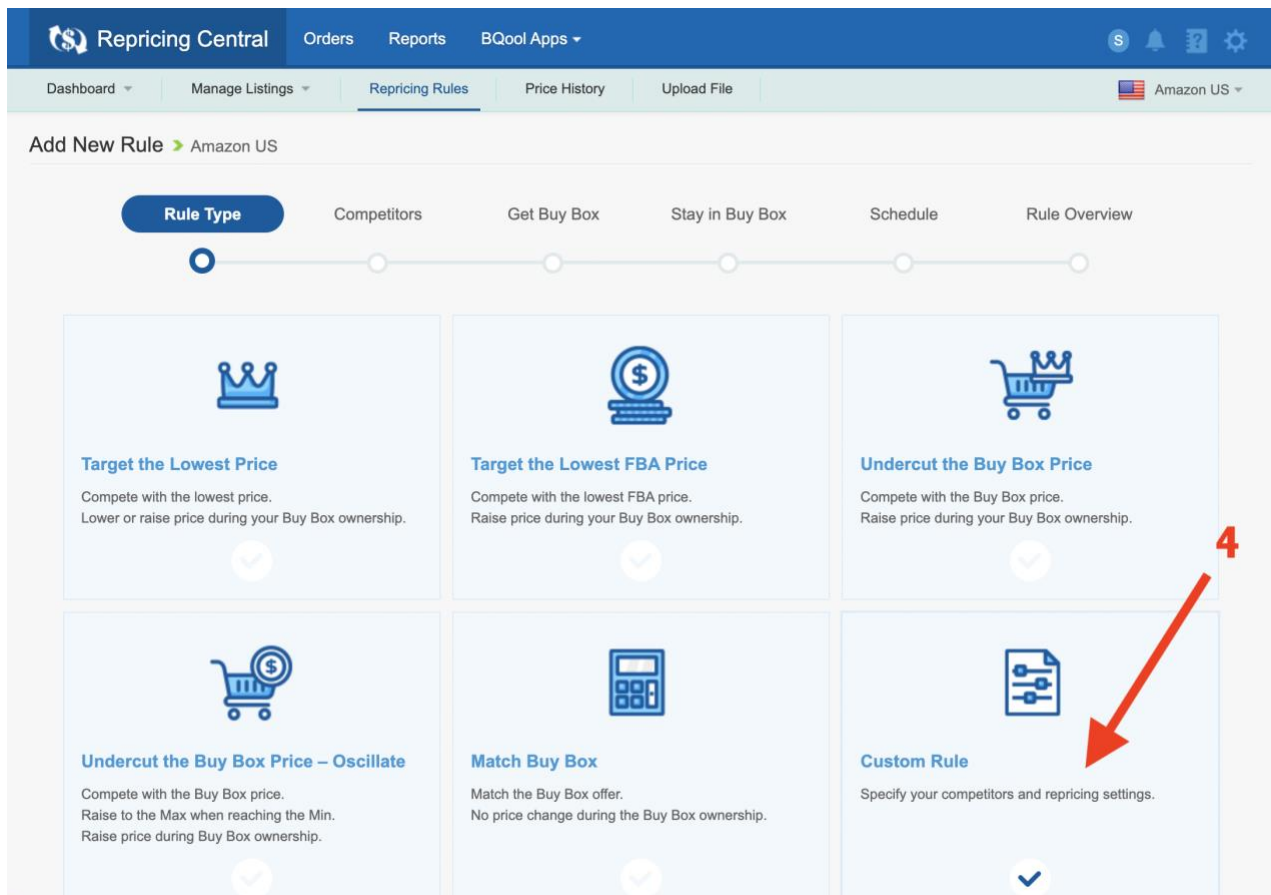 Repricing Central Orders Reports BQool Apps S
Dashboard Manage Listings Repricing Rules Price History Upload File Amazon US
Add New Rule Amazon US
Rule Type Competitors Get Buy Box Stay in Buy Box Schedule Rule Overview
Target the Lowest Price
Compete with the lowest price.
Lower or raise price during your Buy Box ownership.
Target the Lowest FBA Price
Compete with the lowest FBA price.
Raise price during your Buy Box ownership.
Undercut the Buy Box Price
Compete with the Buy Box price.
Raise price during your Buy Box ownership.
4
Undercut the Buy Box Price – Oscillate
Compete with the Buy Box price.
Raise to the Max when reaching the Min.
Raise price during Buy Box ownership.
Match Buy Box
Match the Buy Box offer.
No price change during the Buy Box ownership.
Custom Rule
Specify your competitors and repricing settings.